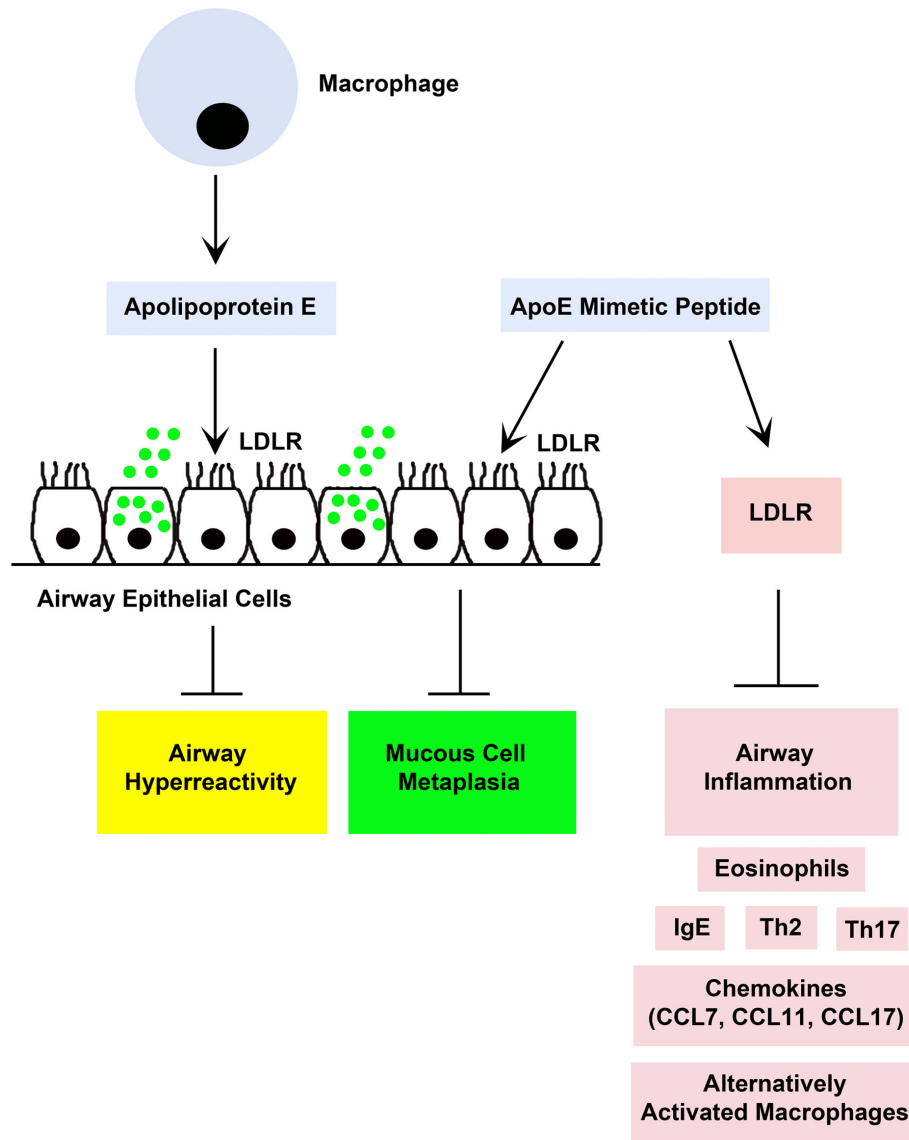 Macrophage
Apolipoprotein E
ApoE Mimetic Peptide
LDLR
LDLR
LDLR
Airway Epithelial Cells
Airway
Hyperreactivity
Mucous Cell
Metaplasia
Airway
Inflammation
Eosinophils
IgE
Th2
Th17
Chemokines
(CCL7, CCL11, CCL17)
Alternatively
Activated Macrophages